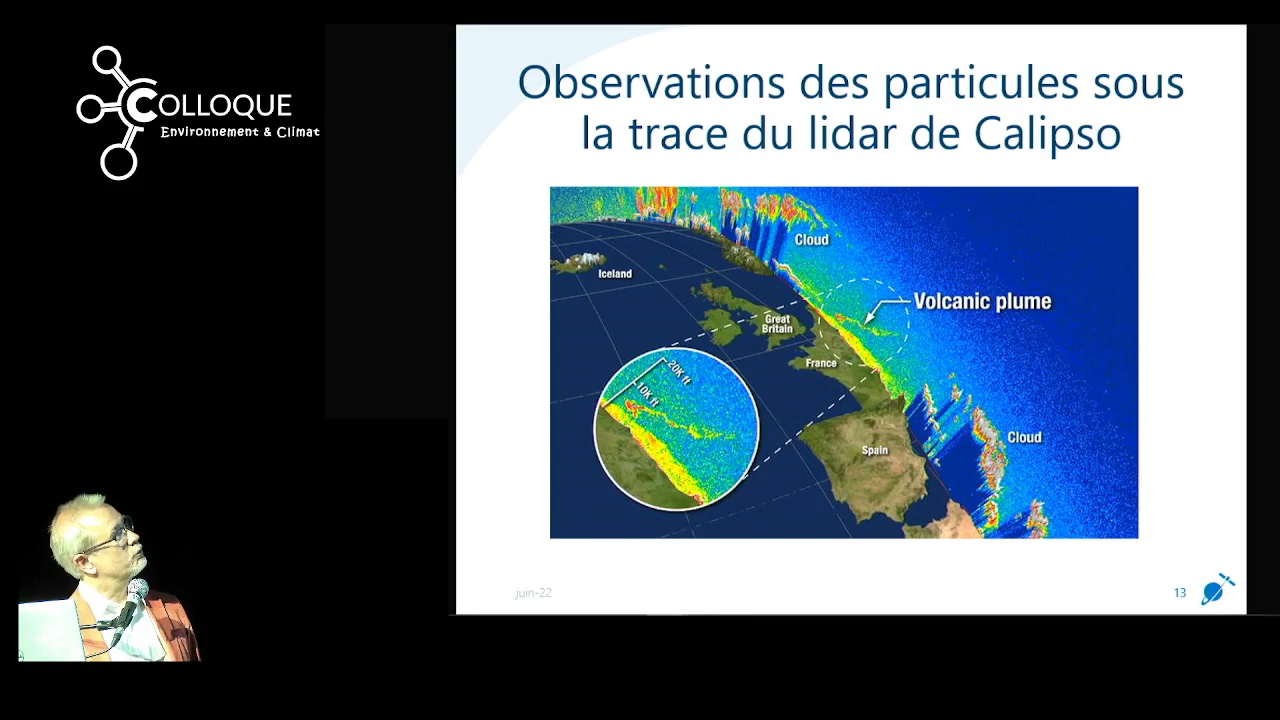 COLLOQUE
Environnement & Climat
Observations des particules sous
la trace du lidar de Calipso
Cloud
Iceland
Volcanic plume
Great
Britain
France
20K ft
10K ft
Cloud
Spain
juin-22
13